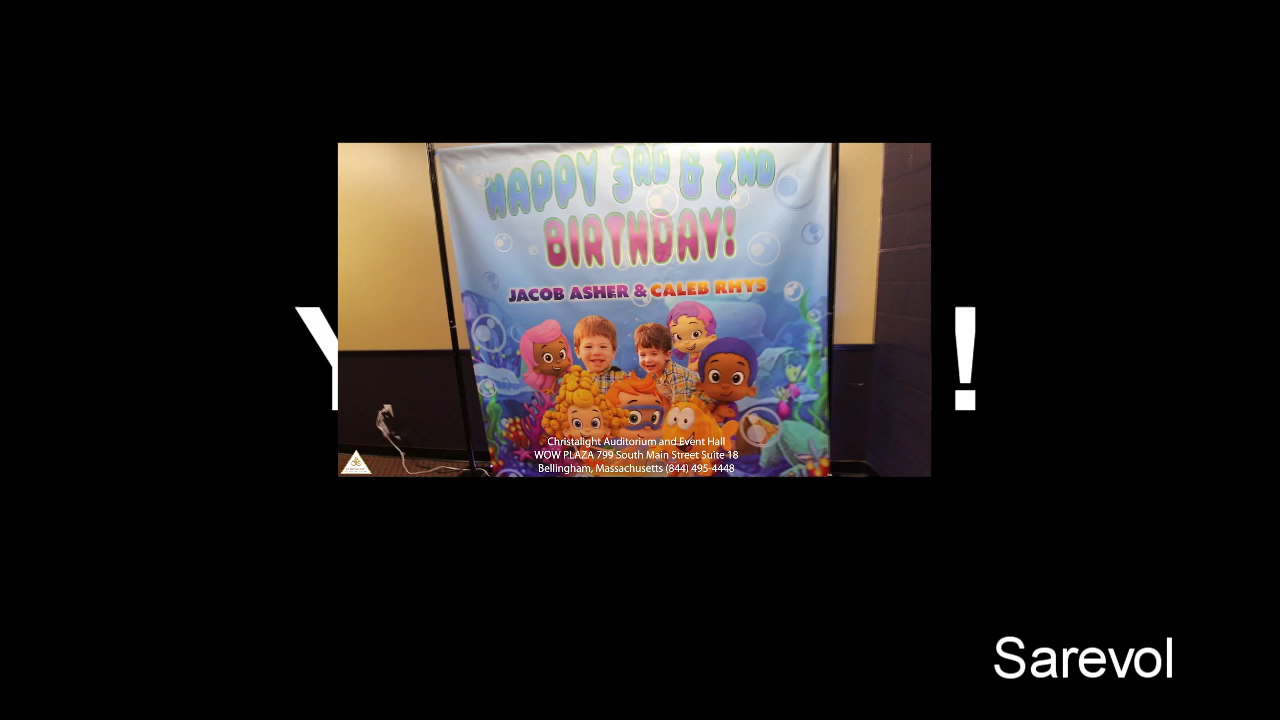 HAPPY 3RD & 2ND
BIRTHDAY!
JACOB ASHER & CALEB RHYS
Y
!
Christalight Auditorium and Event Hall
WOW PLAZA 799 South Main Street Suite 18
Bellingham, Massachusetts (844) 495-4448
Sarevol